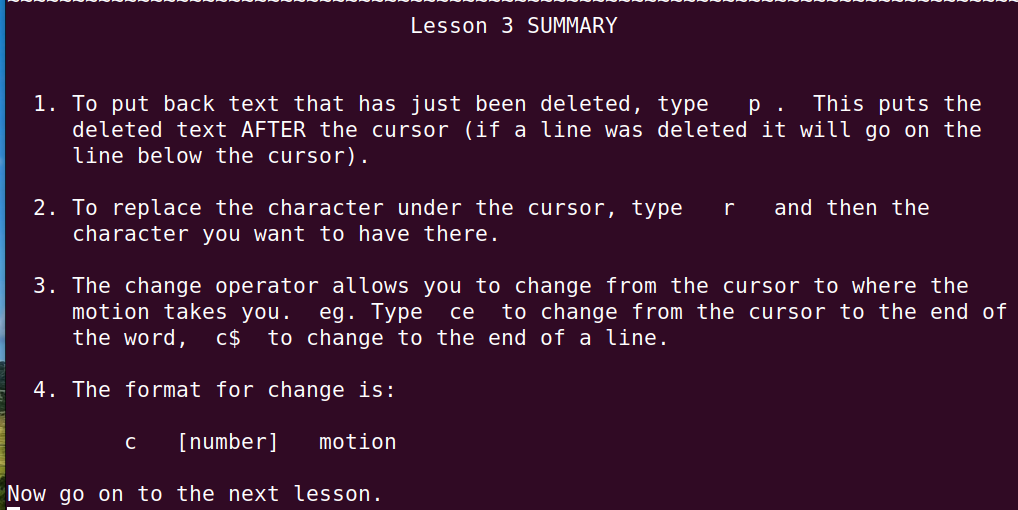 Lesson 3 SUMMARY
1. To put back text that has just been deleted, type   p .  This puts the
deleted text AFTER the cursor (if a line was deleted it will go on the
line below the cursor).
2. To replace the character under the cursor, type   r   and then the
character you want to have there.
3. The change operator allows you to change from the cursor to where the
motion takes you.  eg. Type  ce  to change from the cursor to the end of
the word,  c$  to change to the end of a line.
4. The format for change is:
c   [number]   motion
Now go on to the next lesson.